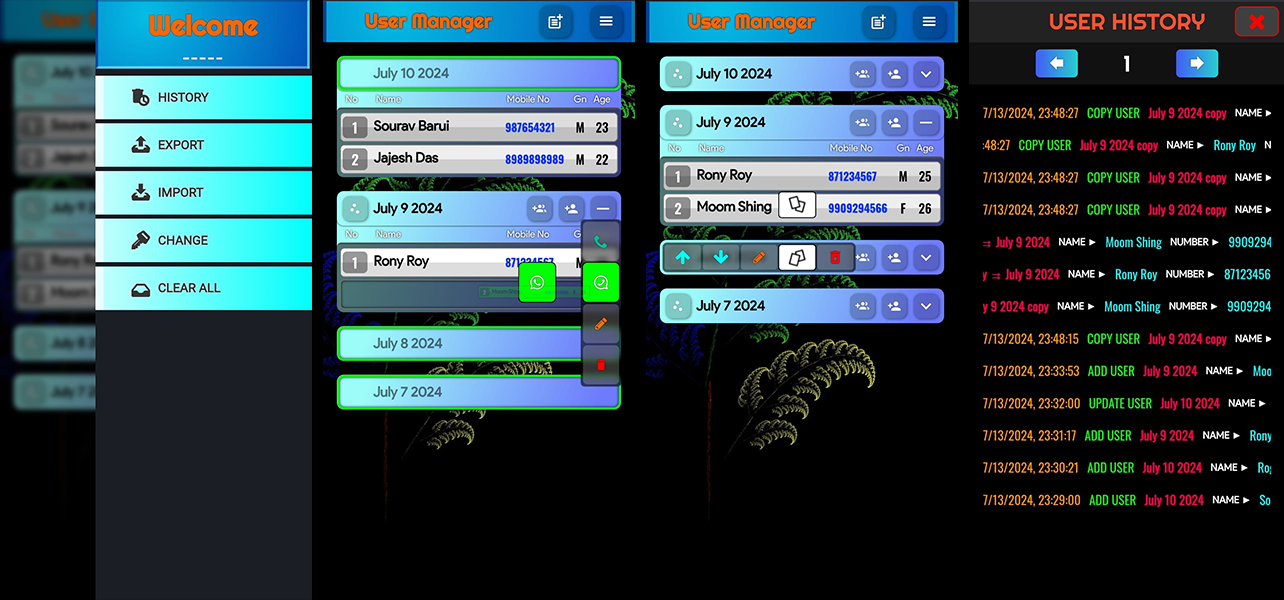 Welcome
-----
HISTORY
EXPORT
IMPORT
CHANGE
CLEAR ALL
User Manager
July 10 2024
No Name Mobile No Gn Age
1 Sourav Barui 987654321 M 23
2 Jajesh Das 8989898989 M 22
July 9 2024
No Name Mobile No G
1 Rony Roy 871234567 M
July 8 2024
July 7 2024
User Manager
July 10 2024
July 9 2024
No Name Mobile No Gn Age
1 Rony Roy 871234567 M 25
2 Moom Shing 9909294566 F 26
July 7 2024
USER HISTORY
1
7/13/2024, 23:48:27 COPY USER July 9 2024 copy NAME ►
:48:27 COPY USER July 9 2024 copy NAME ► Rony Roy N
7/13/2024, 23:48:27 COPY USER July 9 2024 copy NAME ►
7/13/2024, 23:48:27 COPY USER July 9 2024 copy NAME ►
⇉ July 9 2024 NAME ► Moom Shing NUMBER ► 9909294
y ⇉ July 9 2024 NAME ► Rony Roy NUMBER ► 87123456
y 9 2024 copy NAME ► Moom Shing NUMBER ► 9909294
7/13/2024, 23:48:15 COPY USER July 9 2024 copy NAME ►
7/13/2024, 23:33:53 ADD USER July 9 2024 NAME ► Moo
7/13/2024, 23:32:00 UPDATE USER July 10 2024 NAME ►
7/13/2024, 23:31:17 ADD USER July 9 2024 NAME ► Rony
7/13/2024, 23:30:21 ADD USER July 10 2024 NAME ► Ro
7/13/2024, 23:29:00 ADD USER July 10 2024 NAME ► So